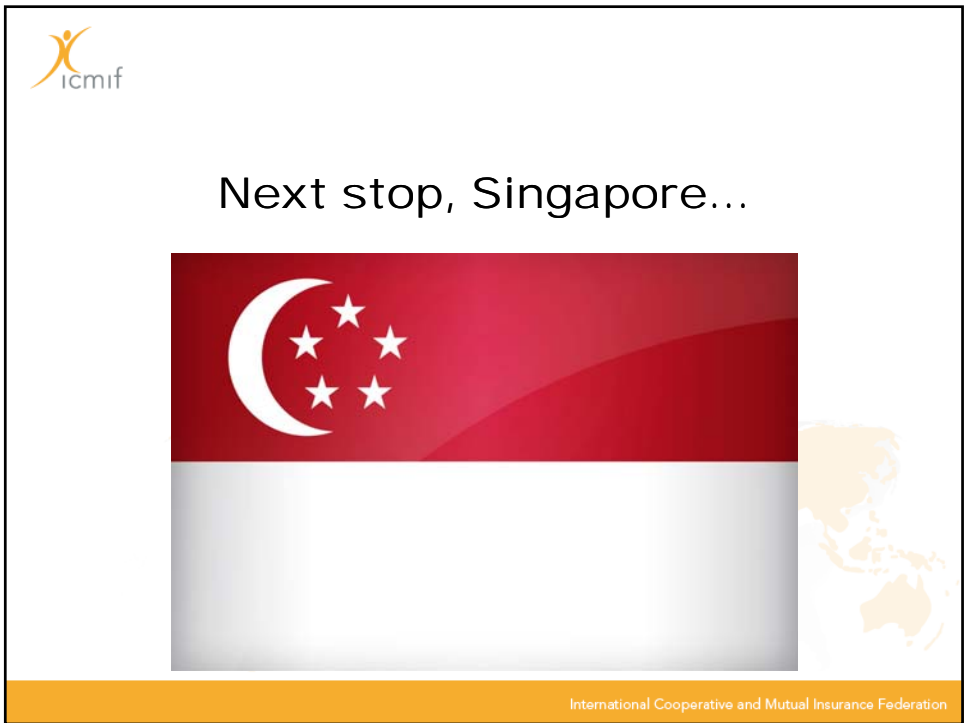 icmif
Next stop, Singapore...
International Cooperative and Mutual Insurance Federation